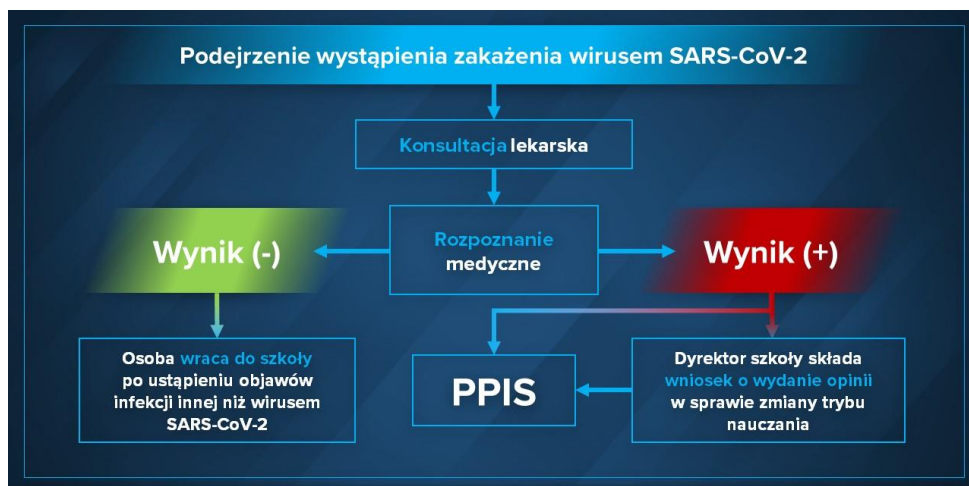 Podejrzenie wystąpienia zakażenia wirusem SARS-CoV-2
Konsultacja lekarska
Rozpoznanie
medyczne
Wynik (-)
Wynik (+)
Osoba wraca do szkoły
po ustąpieniu objawów
infekcji innej niż wirusem
SARS-CoV-2
PPIS
Dyrektor szkoły składa
wniosek o wydanie opinii
w sprawie zmiany trybu
nauczania